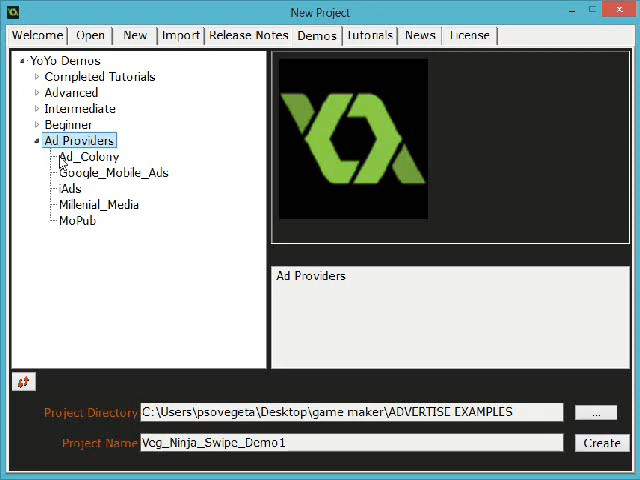 New Project
Welcome Open New Import Release Notes Demos Tutorials News License
YoYo Demos
Completed Tutorials
Advanced
Intermediate
Beginner
Ad Providers
Ad_Colony
Google_Mobile_Ads
iAds
Millenial_Media
MoPub
Ad Providers
Project Directory C:\Users\psovegeta\Desktop\game maker\ADVERTISE EXAMPLES ...
Project Name Veg_Ninja_Swipe_Demo1 Create